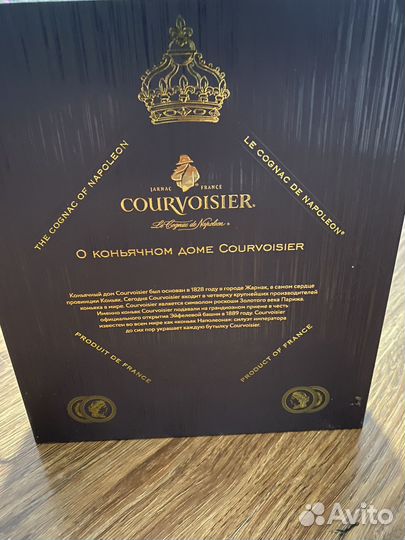 THE COGNAC OF NAPOLEON
LE COGNAC DE NAPOLEON®
JARNAC FRANCE
COURVOISIER®
Le Cognac de Napoleon®
О КОНЬЯЧНОМ ДОМЕ COURVOISIER
Коньячный дом Courvoisier был основан в 1828 году в городе Жарнак, в самом сердце
провинции Коньяк. Сегодня Courvoisier входит в четверку крупнейших производителей
коньяка в мире. Courvoisier является символом роскоши Золотого века Парижа.
Именно коньяк Courvoisier подавали на грандиозном приеме в честь
официального открытия Эйфелевой башни в 1889 году. Courvoisier
известен во всем мире как «коньяк Наполеона»: силуэт императора
до сих пор украшает каждую бутылку Courvoisier.
PRODUIT DE FRANCE
PRODUCT OF FRANCE
Avito